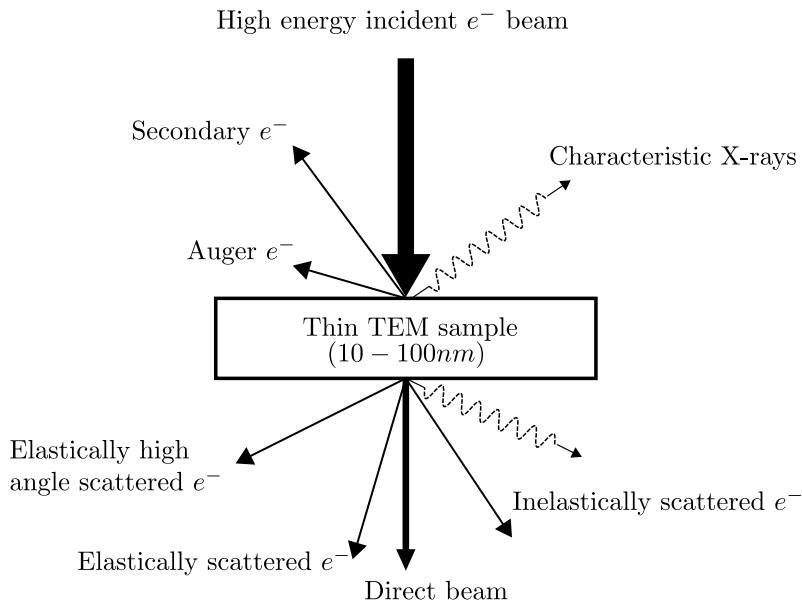 High energy incident e⁻ beam
Secondary e⁻
Characteristic X-rays
Auger e⁻
Thin TEM sample
(10 − 100nm)
Elastically high
angle scattered e⁻
Inelastically scattered e⁻
Elastically scattered e⁻
Direct beam